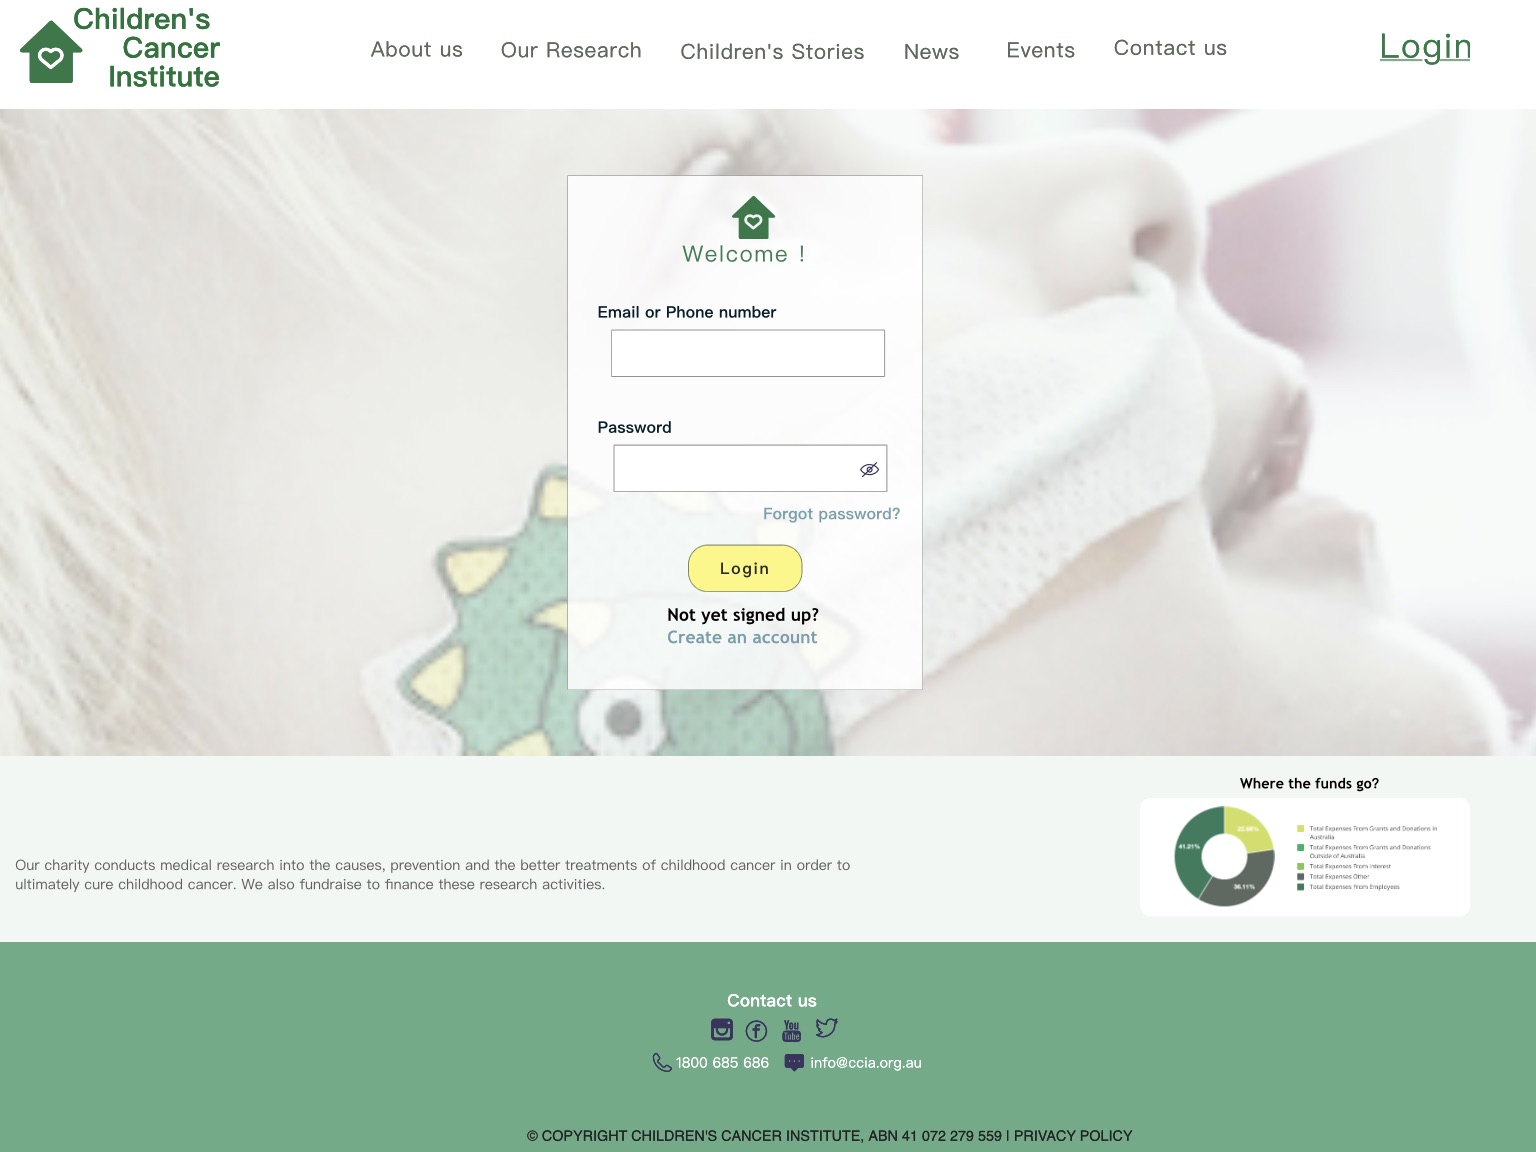 Children's
Cancer
Institute
About us
Our Research
Children's Stories
News
Events
Contact us
Login
Welcome !
Email or Phone number
Password
Forgot password?
Login
Not yet signed up?
Create an account
Where the funds go?
22.68%
41.21%
36.11%
Total Expenses From Grants and Donations in
Australia
Total Expenses From Grants and Donations
Outside of Australia
Total Expenses From Interest
Total Expenses Other
Total Expenses From Employees
Our charity conducts medical research into the causes, prevention and the better treatments of childhood cancer in order to
ultimately cure childhood cancer. We also fundraise to finance these research activities.
Contact us
You
Tube
1800 685 686
info@ccia.org.au
© COPYRIGHT CHILDREN'S CANCER INSTITUTE, ABN 41 072 279 559 | PRIVACY POLICY